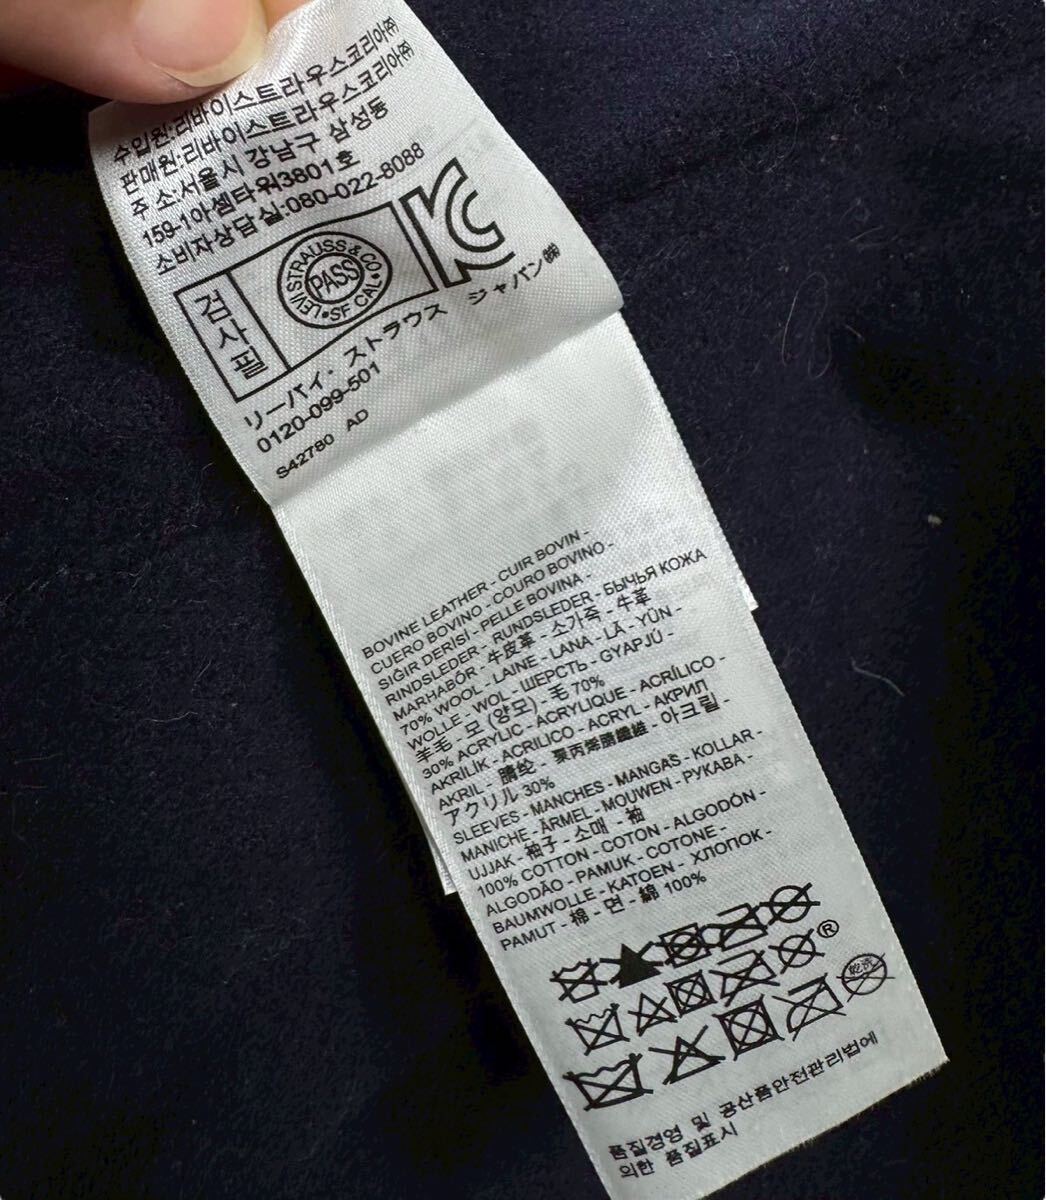 수입원:리바이스트라우스코리아㈜
판매원:리바이스트라우스코리아㈜
주 소:서울시 강남구 삼성동
159-1아셈타워3801호
소비자상담실:080-022-8088
검사필
LEVI STRAUSS & CO
PASS
SF CAL
KC
リーバイ・ストラウス ジャパン㈱
0120-099-501
S42780 AD
BOVINE LEATHER - CUIR BOVIN -
CUERO BOVINO - COURO BOVINO -
SIĞIR DERİSİ - PELLE BOVINA -
RINDSLEDER - RUNDSLEDER - БЫЧЬЯ КОЖА
MARHABŐR - 牛皮革 - 소가죽 - 牛革
70% WOOL - LAINE - LANA - LÃ - YÜN -
WOLLE - WOL - ШЕРСТЬ - GYAPJÚ -
羊毛 - 모 (양모) - 毛 70%
30% ACRYLIC - ACRYLIQUE - ACRÍLICO -
AKRİLİK - ACRILICO - ACRYL - АКРИЛ
AKRIL - 腈纶 - 聚丙烯腈纖維 - 아크릴 -
アクリル 30%
SLEEVES - MANCHES - MANGAS - KOLLAR -
MANICHE - ÄRMEL - MOUWEN - РУКАВА -
UJJAK - 袖子 - 소매 - 袖
100% COTTON - COTON - ALGODÓN -
ALGODÃO - PAMUK - COTONE -
BAUMWOLLE - KATOEN - ХЛОПОК -
PAMUT - 棉 - 면 - 綿 100%
®
乾洗
품질경영 및 공산품안전관리법에
의한 품질표시